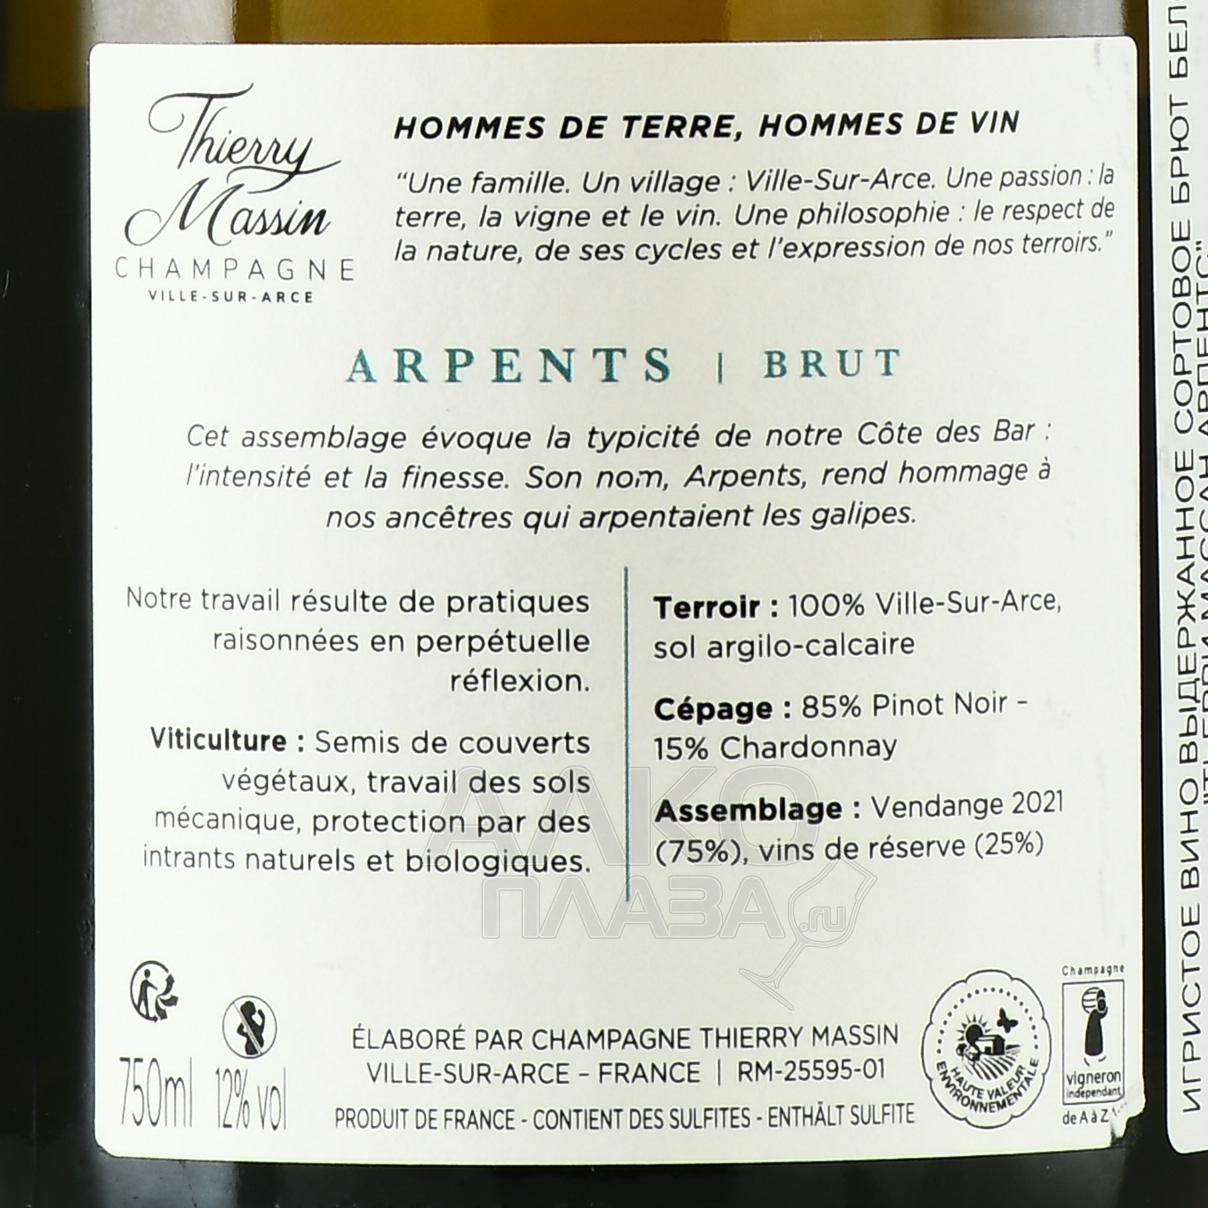 Thierry
Massin
CHAMPAGNE
VILLE-SUR-ARCE
HOMMES DE TERRE, HOMMES DE VIN
“Une famille. Un village : Ville-Sur-Arce. Une passion : la
terre, la vigne et le vin. Une philosophie : le respect de
la nature, de ses cycles et l’expression de nos terroirs.”
ARPENTS | BRUT
Cet assemblage évoque la typicité de notre Côte des Bar :
l’intensité et la finesse. Son nom, Arpents, rend hommage à
nos ancêtres qui arpentaient les galipes.
Notre travail résulte de pratiques
raisonnées en perpétuelle
réflexion.
Viticulture : Semis de couverts
végétaux, travail des sols
mécanique, protection par des
intrants naturels et biologiques.
Terroir : 100% Ville-Sur-Arce,
sol argilo-calcaire
Cépage : 85% Pinot Noir -
15% Chardonnay
Assemblage : Vendange 2021
(75%), vins de réserve (25%)
АЛКО
ПЛАЗА.ru
750ml 12% vol
ÉLABORÉ PAR CHAMPAGNE THIERRY MASSIN
VILLE-SUR-ARCE – FRANCE | RM-25595-01
PRODUIT DE FRANCE - CONTIENT DES SULFITES - ENTHÄLT SULFITE
HAUTE VALEUR
ENVIRONNEMENTALE
Champagne
vigneron
indépendant
de A à Z
ИГРИСТОЕ ВИНО ВЫДЕРЖАННОЕ СОРТОВОЕ БРЮТ
"ТЬЕРРИ МАССАН АРПЕНТС"